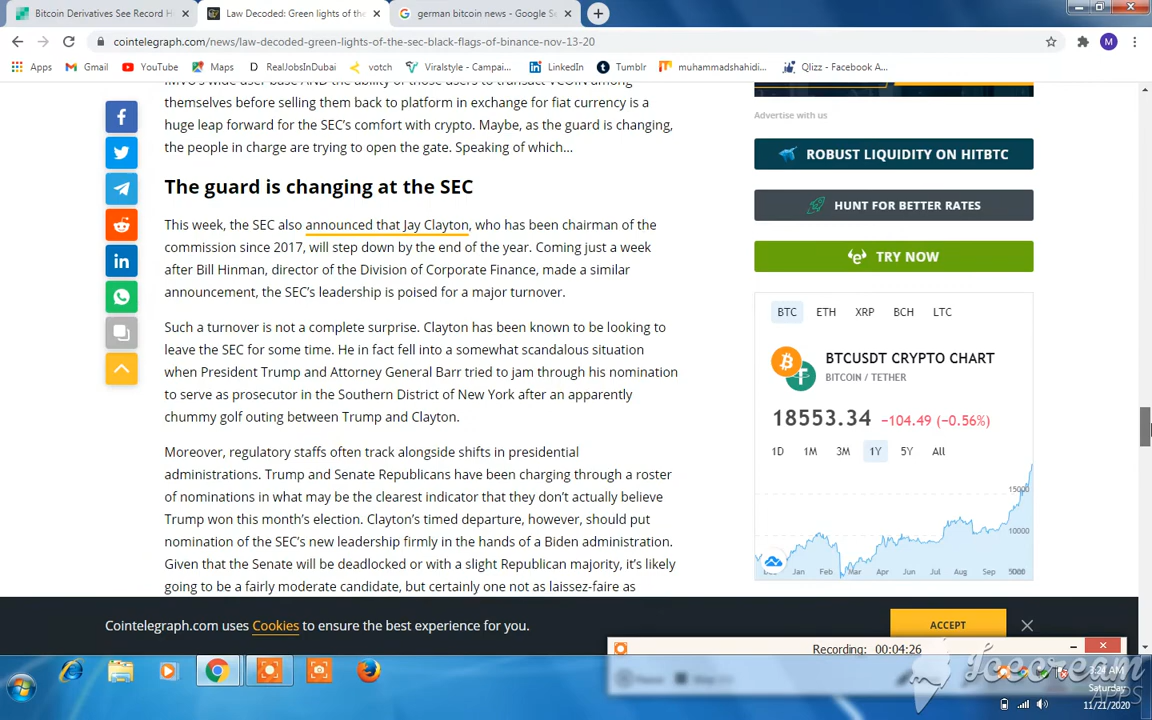 Bitcoin Derivatives See Record H
Law Decoded: Green lights of the
german bitcoin news - Google Se
cointelegraph.com/news/law-decoded-green-lights-of-the-sec-black-flags-of-binance-nov-13-20
M
Apps
Gmail
YouTube
Maps
RealJobsInDubai
votch
Viralstyle - Campai...
LinkedIn
Tumblr
muhammadshahidi...
Qlizz - Facebook A...
IMVU's wide user base AND the ability of those users to transact VCOIN among
themselves before selling them back to platform in exchange for fiat currency is a
huge leap forward for the SEC's comfort with crypto. Maybe, as the guard is changing,
the people in charge are trying to open the gate. Speaking of which...
The guard is changing at the SEC
This week, the SEC also announced that Jay Clayton, who has been chairman of the
commission since 2017, will step down by the end of the year. Coming just a week
after Bill Hinman, director of the Division of Corporate Finance, made a similar
announcement, the SEC's leadership is poised for a major turnover.
Such a turnover is not a complete surprise. Clayton has been known to be looking to
leave the SEC for some time. He in fact fell into a somewhat scandalous situation
when President Trump and Attorney General Barr tried to jam through his nomination
to serve as prosecutor in the Southern District of New York after an apparently
chummy golf outing between Trump and Clayton.
Moreover, regulatory staffs often track alongside shifts in presidential
administrations. Trump and Senate Republicans have been charging through a roster
of nominations in what may be the clearest indicator that they don't actually believe
Trump won this month's election. Clayton's timed departure, however, should put
nomination of the SEC's new leadership firmly in the hands of a Biden administration.
Given that the Senate will be deadlocked or with a slight Republican majority, it's likely
going to be a fairly moderate candidate, but certainly one not as laissez-faire as
Advertise with us
ROBUST LIQUIDITY ON HITBTC
HUNT FOR BETTER RATES
TRY NOW
BTC ETH XRP BCH LTC
BTCUSDT CRYPTO CHART
BITCOIN / TETHER
18553.34 −104.49 (−0.56%)
1D 1M 3M 1Y 5Y All
15000
10000
5000
Jan Feb Mar Apr Jun Jul Aug Sep
Cointelegraph.com uses Cookies to ensure the best experience for you.
ACCEPT
Recording: 00:04:26
Pause
Icecream
APPS
Saturday
11/21/2020